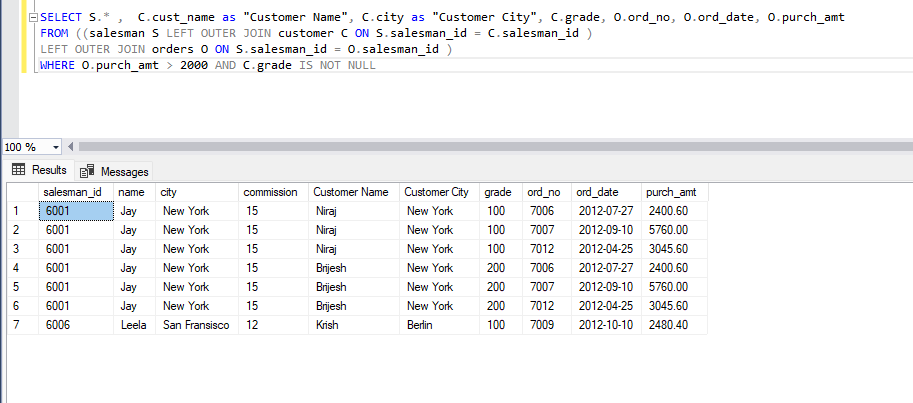 SELECT S.* ,  C.cust_name as "Customer Name", C.city as "Customer City", C.grade, O.ord_no, O.ord_date, O.purch_amt
FROM ((salesman S LEFT OUTER JOIN customer C ON S.salesman_id = C.salesman_id )
LEFT OUTER JOIN orders O ON S.salesman_id = O.salesman_id )
WHERE O.purch_amt > 2000 AND C.grade IS NOT NULL
100 %
Results Messages
salesman_id name city commission Customer Name Customer City grade ord_no ord_date purch_amt
1 6001 Jay New York 15 Niraj New York 100 7006 2012-07-27 2400.60
2 6001 Jay New York 15 Niraj New York 100 7007 2012-09-10 5760.00
3 6001 Jay New York 15 Niraj New York 100 7012 2012-04-25 3045.60
4 6001 Jay New York 15 Brijesh New York 200 7006 2012-07-27 2400.60
5 6001 Jay New York 15 Brijesh New York 200 7007 2012-09-10 5760.00
6 6001 Jay New York 15 Brijesh New York 200 7012 2012-04-25 3045.60
7 6006 Leela San Fransisco 12 Krish Berlin 100 7009 2012-10-10 2480.40